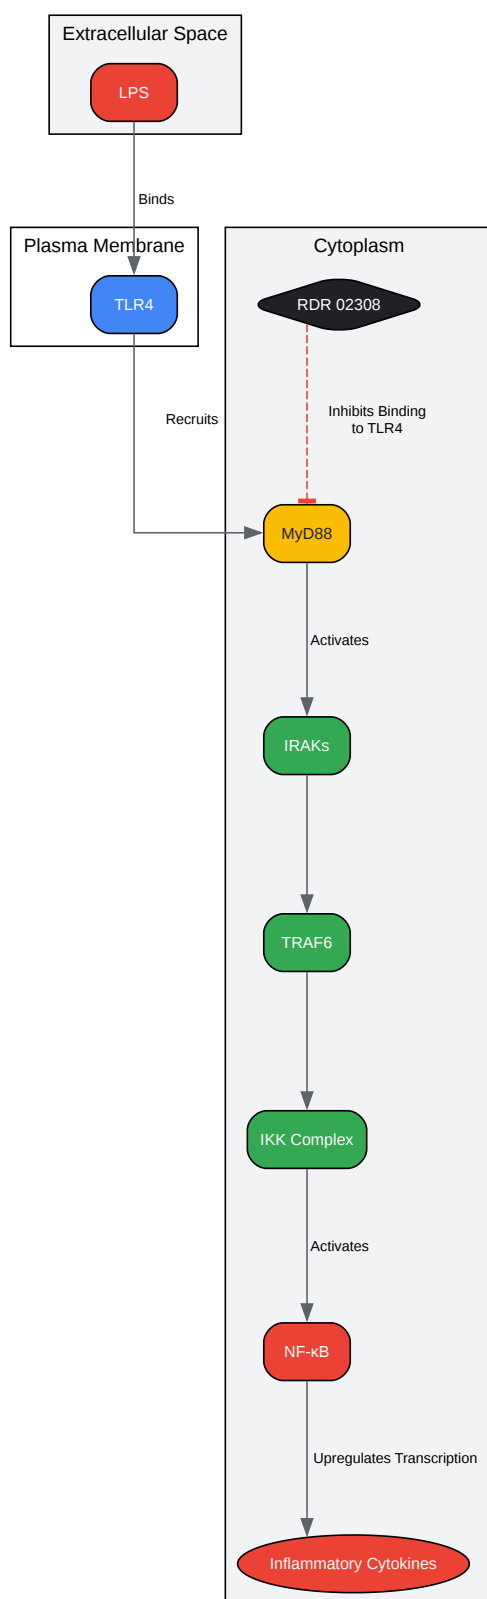 Extracellular Space
LPS
Binds
Plasma Membrane
TLR4
Cytoplasm
RDR 02308
Recruits
Inhibits Binding
to TLR4
MyD88
Activates
IRAKs
TRAF6
IKK Complex
Activates
NF-κB
Upregulates Transcription
Inflammatory Cytokines